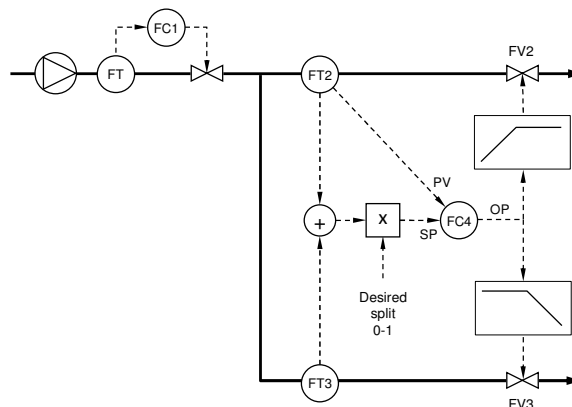 FC1
FV2
FT
FT2
PV
OP
+
X
FC4
SP
Desired
split
0-1
FT3
FV3